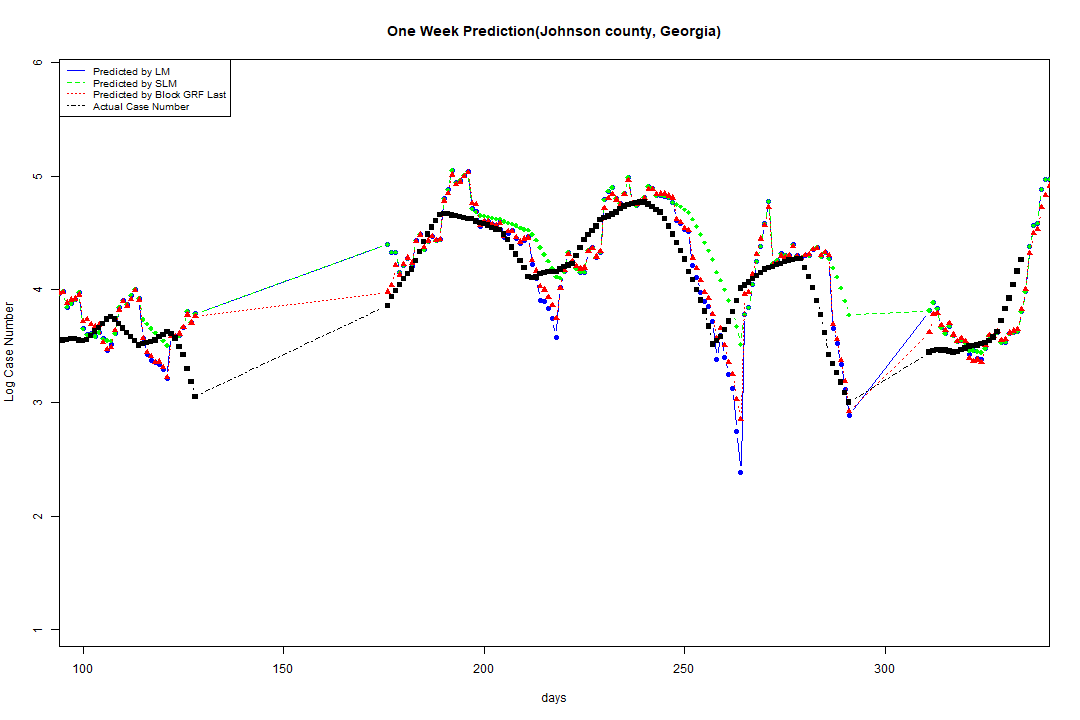 One Week Prediction(Johnson county, Georgia)
Predicted by LM
Predicted by SLM
Predicted by Block GRF Last
Actual Case Number
6
5
4
3
2
1
Log Case Number
100 150 200 250 300
days